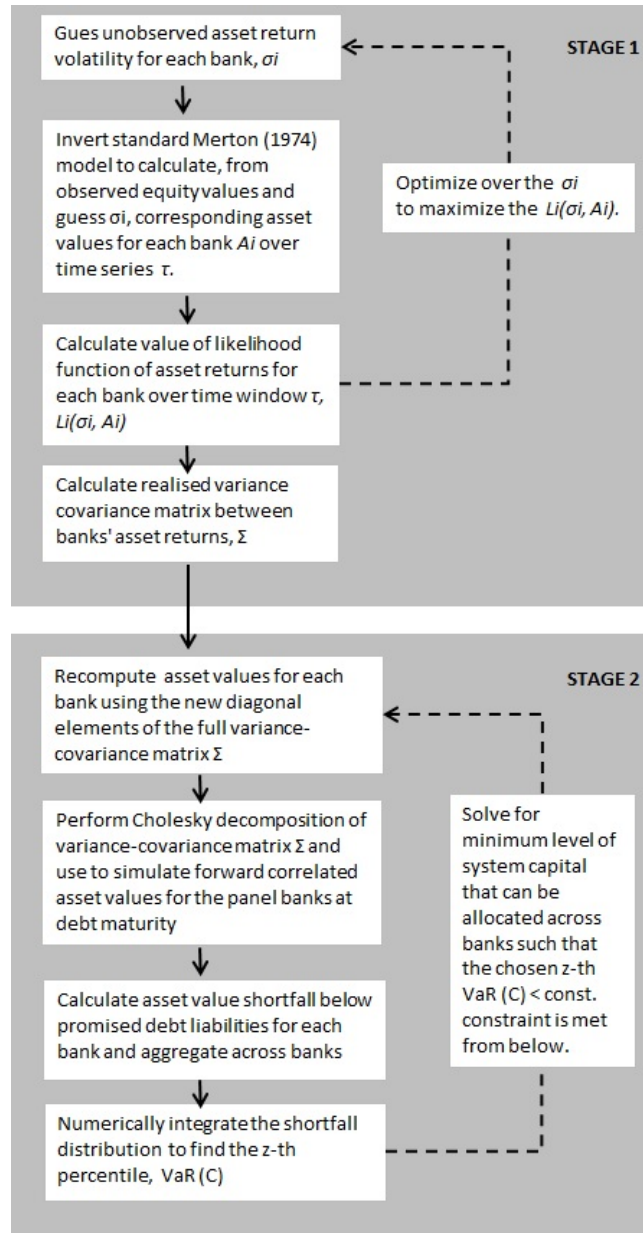 Gues unobserved asset return
volatility for each bank, σi
STAGE 1
Invert standard Merton (1974)
model to calculate, from
observed equity values and
guess σi, corresponding asset
values for each bank Ai over
time series τ.
Optimize over the σi
to maximize the Li(σi, Ai).
Calculate value of likelihood
function of asset returns for
each bank over time window τ,
Li(σi, Ai)
Calculate realised variance
covariance matrix between
banks' asset returns, Σ
Recompute asset values for each
bank using the new diagonal
elements of the full variance-
covariance matrix Σ
STAGE 2
Perform Cholesky decomposition of
variance-covariance matrix Σ and
use to simulate forward correlated
asset values for the panel banks at
debt maturity
Solve for
minimum level of
system capital
that can be
allocated across
banks such that
the chosen z-th
VaR (C) < const.
constraint is met
from below.
Calculate asset value shortfall below
promised debt liabilities for each
bank and aggregate across banks
Numerically integrate the shortfall
distribution to find the z-th
percentile, VaR (C)